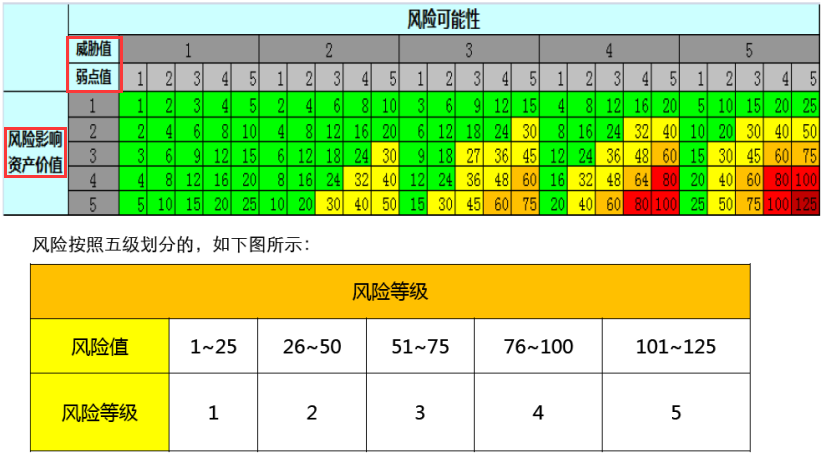 风险可能性
威胁值 1 2 3 4 5
弱点值 1 2 3 4 5 1 2 3 4 5 1 2 3 4 5 1 2 3 4 5 1 2 3 4 5
风险影响
资产价值
1 1 2 3 4 5 2 4 6 8 10 3 6 9 12 15 4 8 12 16 20 5 10 15 20 25
2 2 4 6 8 10 4 8 12 16 20 6 12 18 24 30 8 16 24 32 40 10 20 30 40 50
3 3 6 9 12 15 6 12 18 24 30 9 18 27 36 45 12 24 36 48 60 15 30 45 60 75
4 4 8 12 16 20 8 16 24 32 40 12 24 36 48 60 16 32 48 64 80 20 40 60 80 100
5 5 10 15 20 25 10 20 30 40 50 15 30 45 60 75 20 40 60 80 100 25 50 75 100 125
风险按照五级划分的，如下图所示：
风险等级
风险值 1~25 26~50 51~75 76~100 101~125
风险等级 1 2 3 4 5